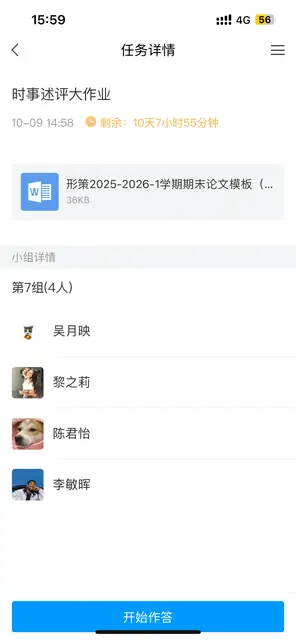 15:59
4G 56
任务详情
时事述评大作业
10-09 14:58 剩余：10天7小时55分钟
W
形策2025-2026-1学期期末论文模板（...
36KB
小组详情
第7组(4人)
吴月映
黎之莉
陈君怡
李敏晖
开始作答